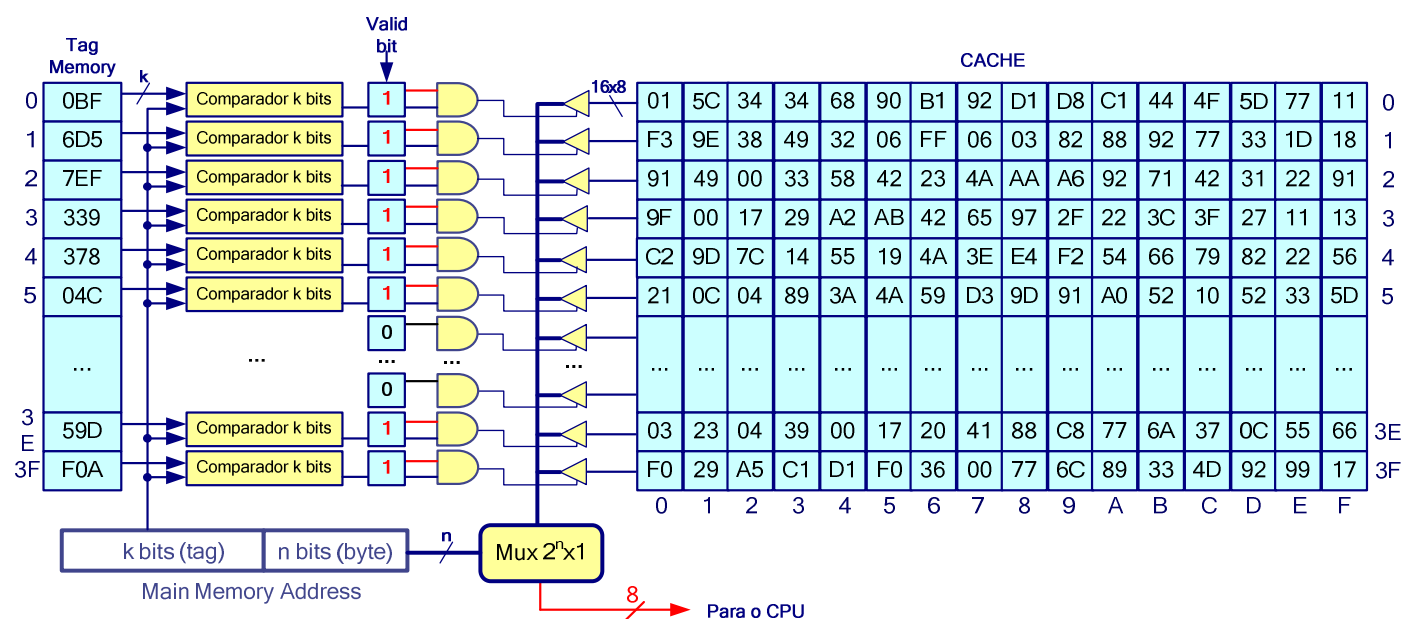 Valid bit
Tag Memory
k
16x8
CACHE
0 0BF Comparador k bits 1 01 5C 34 34 68 90 B1 92 D1 D8 C1 44 4F 5D 77 11 0
1 6D5 Comparador k bits 1 F3 9E 38 49 32 06 FF 06 03 82 88 92 77 33 1D 18 1
2 7EF Comparador k bits 1 91 49 00 33 58 42 23 4A AA A6 92 71 42 31 22 91 2
3 339 Comparador k bits 1 9F 00 17 29 A2 AB 42 65 97 2F 22 3C 3F 27 11 13 3
4 378 Comparador k bits 1 C2 9D 7C 14 55 19 4A 3E E4 F2 54 66 79 82 22 56 4
5 04C Comparador k bits 1 21 0C 04 89 3A 4A 59 D3 9D 91 A0 52 10 52 33 5D 5
0
... ... ... ... ... ... ... ... ... ... ... ... ... ... ... ... ... ... ... ... ...
0
3E 59D Comparador k bits 1 03 23 04 39 00 17 20 41 88 C8 77 6A 37 0C 55 66 3E
3F F0A Comparador k bits 1 F0 29 A5 C1 D1 F0 36 00 77 6C 89 33 4D 92 99 17 3F
0 1 2 3 4 5 6 7 8 9 A B C D E F
k bits (tag) n bits (byte) n Mux 2ⁿx1
Main Memory Address
8 Para o CPU